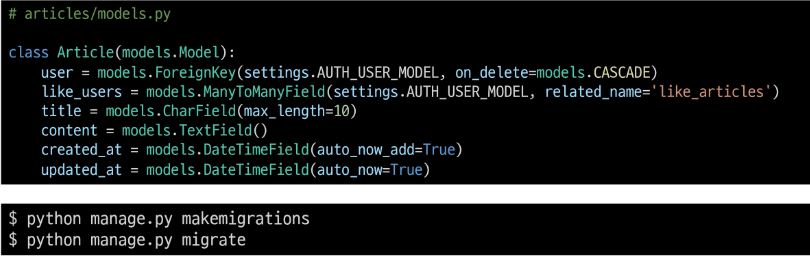 # articles/models.py
class Article(models.Model):
    user = models.ForeignKey(settings.AUTH_USER_MODEL, on_delete=models.CASCADE)
    like_users = models.ManyToManyField(settings.AUTH_USER_MODEL, related_name='like_articles')
    title = models.CharField(max_length=10)
    content = models.TextField()
    created_at = models.DateTimeField(auto_now_add=True)
    updated_at = models.DateTimeField(auto_now=True)
$ python manage.py makemigrations
$ python manage.py migrate